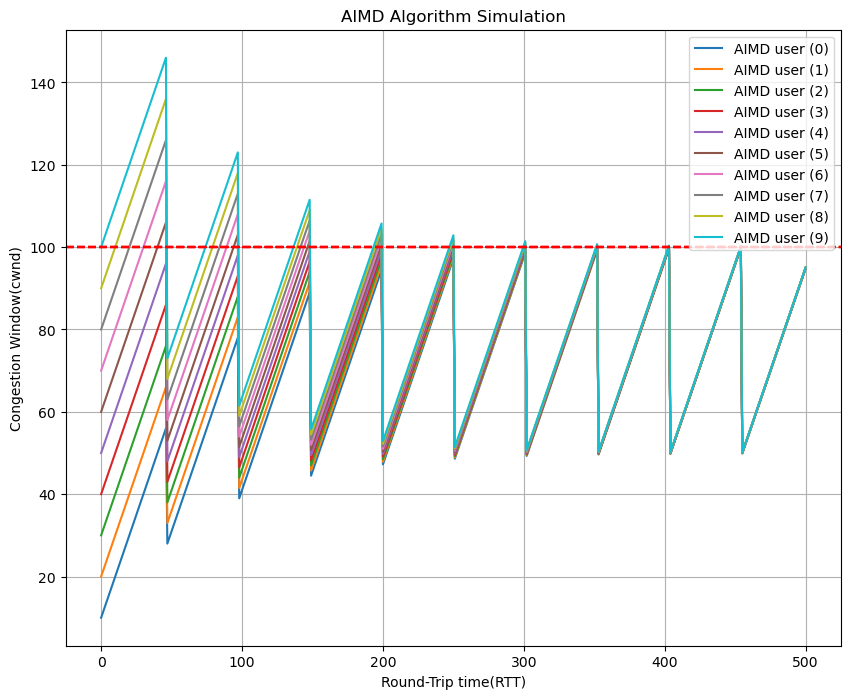 AIMD Algorithm Simulation
AIMD user (0)
AIMD user (1)
AIMD user (2)
AIMD user (3)
AIMD user (4)
AIMD user (5)
AIMD user (6)
AIMD user (7)
AIMD user (8)
AIMD user (9)
140
120
100
80
60
40
20
Congestion Window(cwnd)
0 100 200 300 400 500
Round-Trip time(RTT)